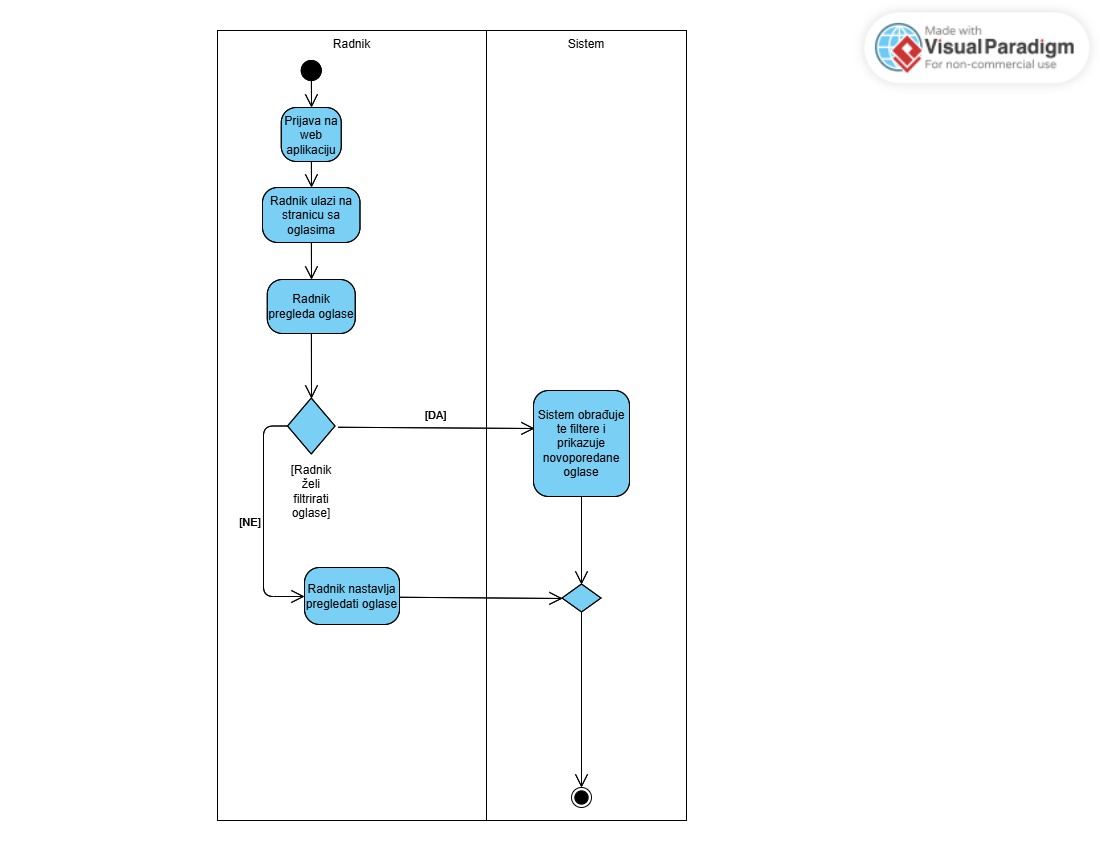 Made with
Visual Paradigm
For non-commercial use
Radnik
Sistem
Prijava na
web
aplikaciju
Radnik ulazi na
stranicu sa
oglasima
Radnik
pregleda oglase
[DA]
Sistem obrađuje
te filtere i
prikazuje
novoporedane
oglase
[Radnik
želi
filtrirati
oglase]
[NE]
Radnik nastavlja
pregledati oglase